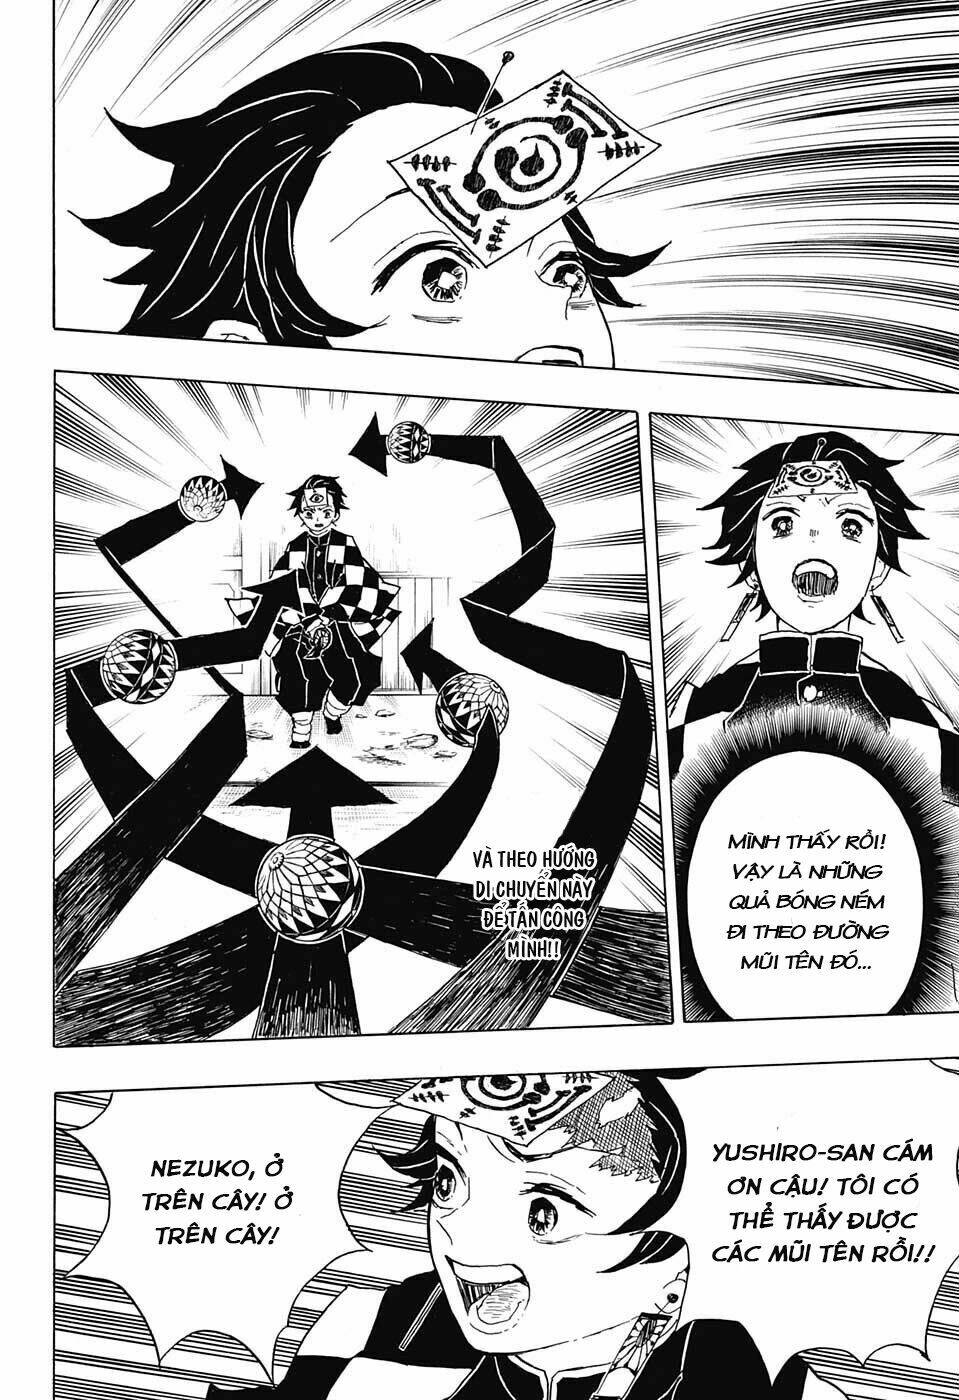 MÌNH THẤY RỒI!
VẬY LÀ NHỮNG
QUẢ BÓNG NÉM
ĐI THEO ĐƯỜNG
MŨI TÊN ĐÓ...
VÀ THEO HƯỚNG
DI CHUYỂN NÀY
ĐỂ TẤN CÔNG
MÌNH!!
YUSHIRO-SAN CÁM
ƠN CẬU! TÔI CÓ
THỂ THẤY ĐƯỢC
CÁC MŨI TÊN RỒI!!
NEZUKO, Ở
TRÊN CÂY! Ở
TRÊN CÂY!